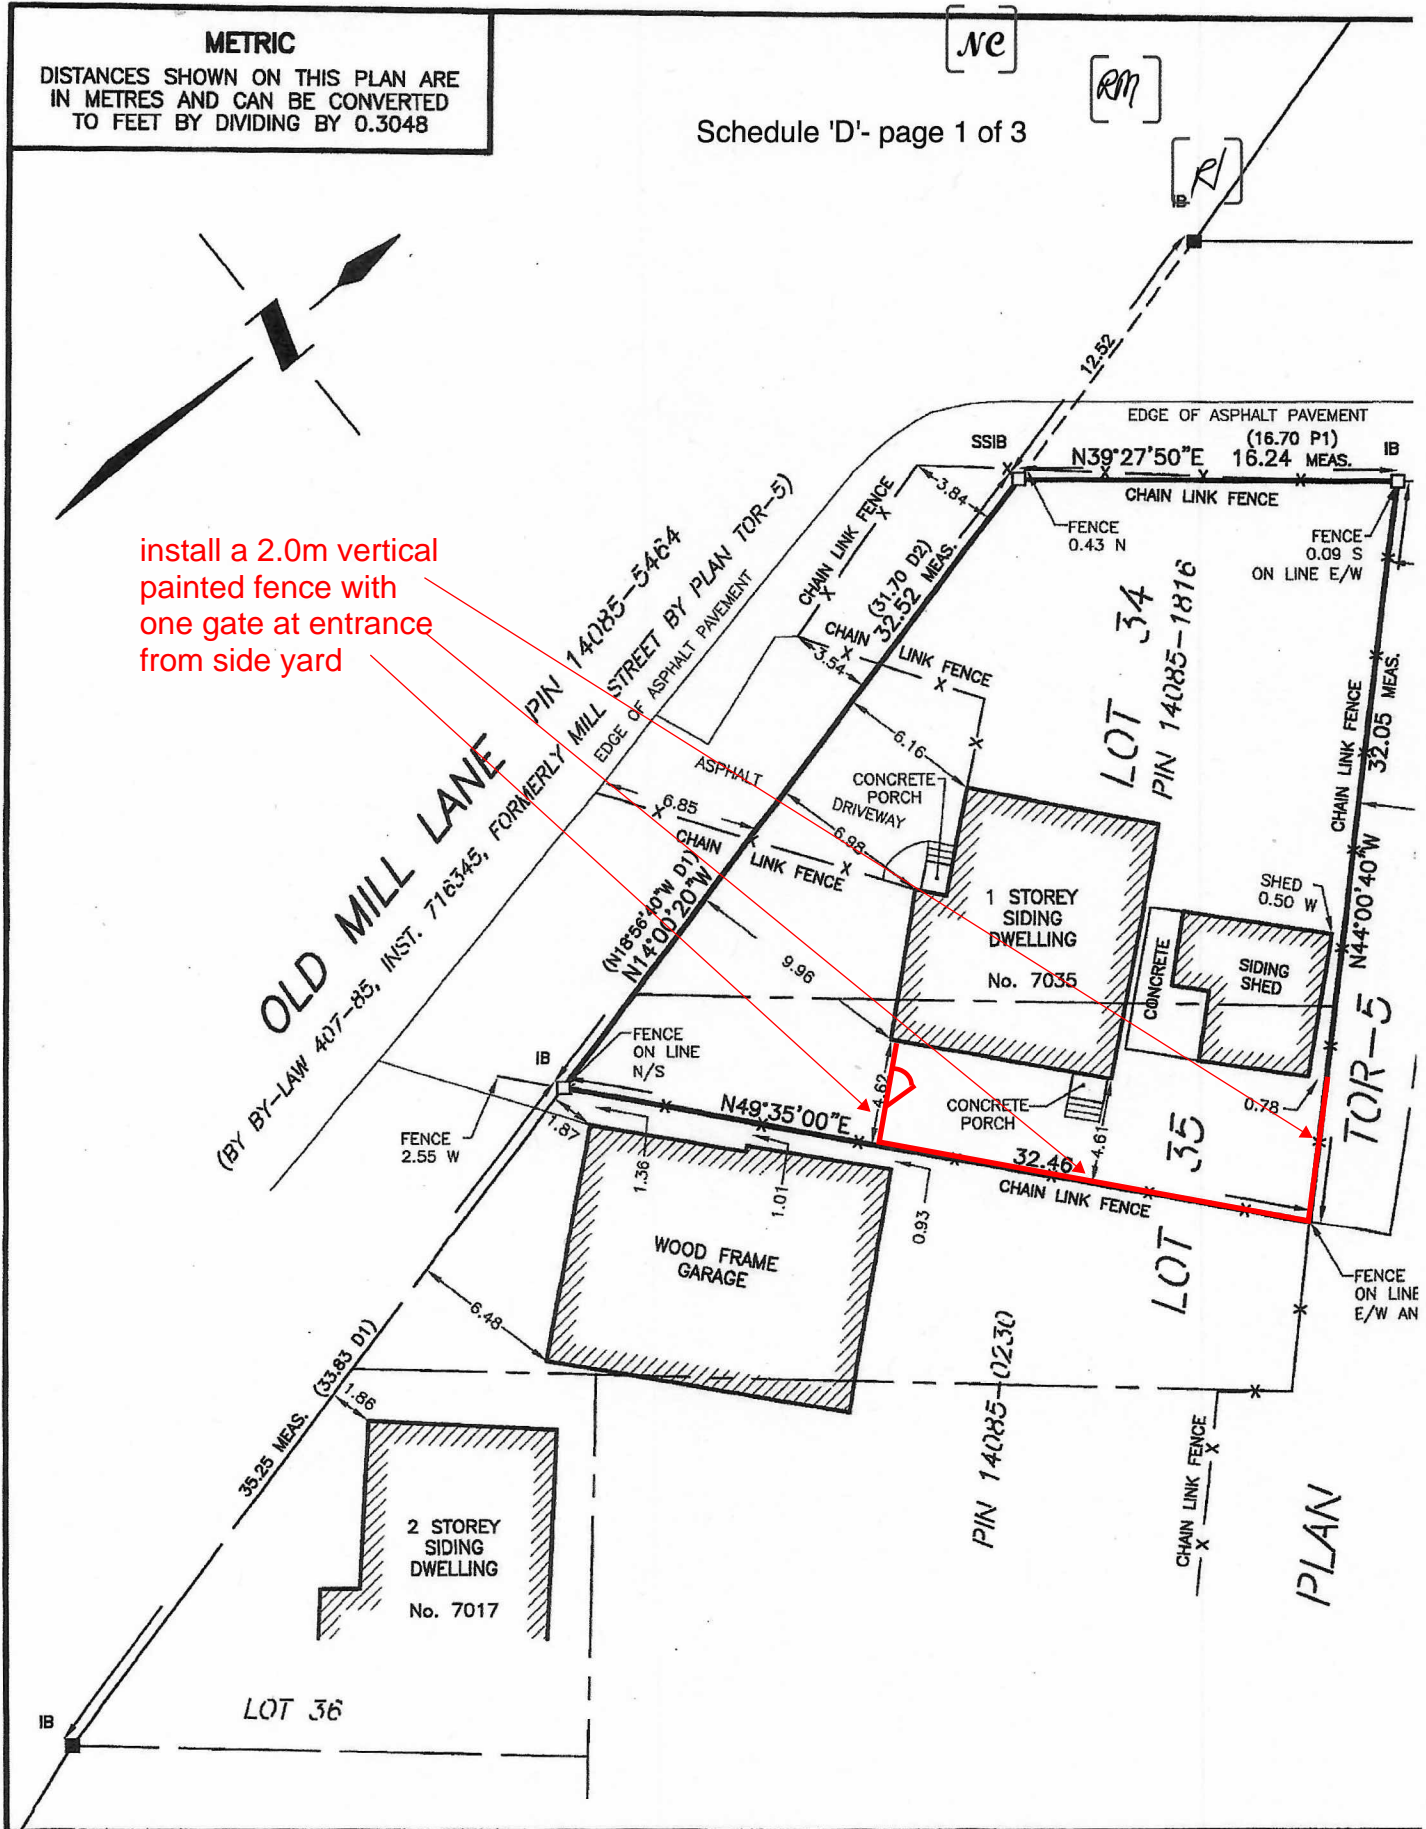 METRIC
DISTANCES SHOWN ON THIS PLAN ARE
IN METRES AND CAN BE CONVERTED
TO FEET BY DIVIDING BY 0.3048
NC
RM
Schedule 'D'- page 1 of 3
IB
12.52
EDGE OF ASPHALT PAVEMENT
(16.70 P1)
SSIB
N39°27'50"E 16.24 MEAS.
IB
CHAIN LINK FENCE
3.84
FENCE
0.43 N
FENCE
0.09 S
ON LINE E/W
CHAIN LINK FENCE
(31.70 D2)
32.52 MEAS.
install a 2.0m vertical
painted fence with
one gate at entrance
from side yard
OLD MILL LANE PIN 14085-5464
(BY BY-LAW 407-85, INST. 716345, FORMERLY MILL STREET BY PLAN TOR-5)
EDGE OF ASPHALT PAVEMENT
LOT 34
PIN 14085-1816
CHAIN LINK FENCE
3.54
32.05 MEAS.
CHAIN LINK FENCE
N44°00'40"W
6.16
ASPHALT
CONCRETE
PORCH
DRIVEWAY
6.85
6.98
CHAIN LINK FENCE
(N18°56'40"W D1)
N14°00'20"W
1 STOREY
SIDING
DWELLING
No. 7035
SHED
0.50 W
CONCRETE
SIDING
SHED
9.96
FENCE
ON LINE
N/S
IB
4.62
N49°35'00"E
CONCRETE
PORCH
0.78
4.61
TOR-5
FENCE
2.55 W
1.87
1.36
1.01
0.93
32.46
CHAIN LINK FENCE
LOT 35
WOOD FRAME
GARAGE
FENCE
ON LINE
E/W AN
6.48
PIN 14085-0230
(33.83 D1)
35.25 MEAS.
1.86
CHAIN LINK FENCE
PLAN
2 STOREY
SIDING
DWELLING
No. 7017
LOT 36
IB